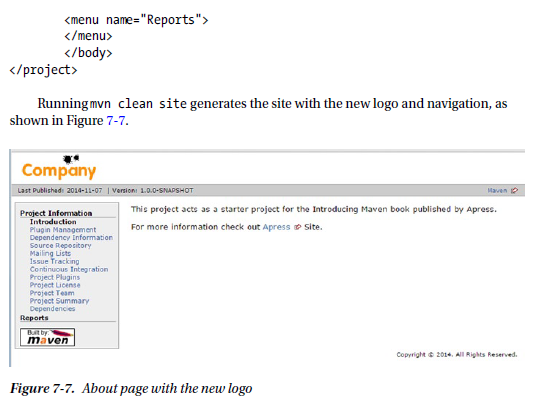 <menu name="Reports">
</menu>
</body>
</project>
Running mvn clean site generates the site with the new logo and navigation, as
shown in Figure 7-7.
Company
Last Published: 2014-11-07 | Version: 1.0.0-SNAPSHOT
Maven
Project Information
Introduction
Plugin Management
Dependency Information
Source Repository
Mailing Lists
Issue Tracking
Continuous Integration
Project Plugins
Project License
Project Team
Project Summary
Dependencies
Reports
Built by:
maven
This project acts as a starter project for the Introducing Maven book published by Apress.
For more information check out Apress Site.
Copyright © 2014. All Rights Reserved.
Figure 7-7. About page with the new logo